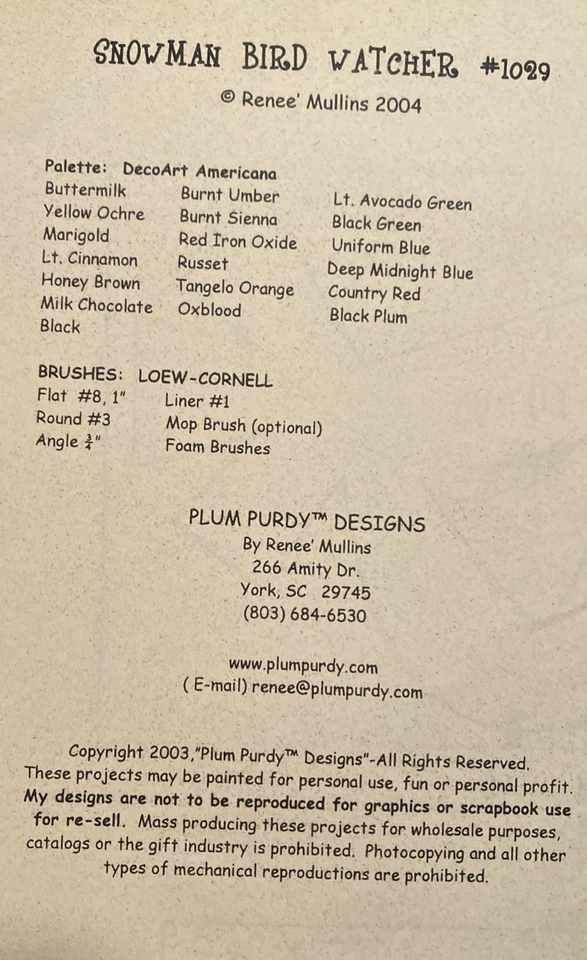 SNOWMAN BIRD WATCHER #1029
© Renee' Mullins 2004
Palette: DecoArt Americana
Buttermilk Burnt Umber Lt. Avocado Green
Yellow Ochre Burnt Sienna Black Green
Marigold Red Iron Oxide Uniform Blue
Lt. Cinnamon Russet Deep Midnight Blue
Honey Brown Tangelo Orange Country Red
Milk Chocolate Oxblood Black Plum
Black
BRUSHES: LOEW-CORNELL
Flat #8, 1" Liner #1
Round #3 Mop Brush (optional)
Angle ¾" Foam Brushes
PLUM PURDY™ DESIGNS
By Renee' Mullins
266 Amity Dr.
York, SC 29745
(803) 684-6530
www.plumpurdy.com
( E-mail) renee@plumpurdy.com
Copyright 2003,"Plum Purdy™ Designs"-All Rights Reserved.
These projects may be painted for personal use, fun or personal profit.
My designs are not to be reproduced for graphics or scrapbook use
for re-sell. Mass producing these projects for wholesale purposes,
catalogs or the gift industry is prohibited. Photocopying and all other
types of mechanical reproductions are prohibited.